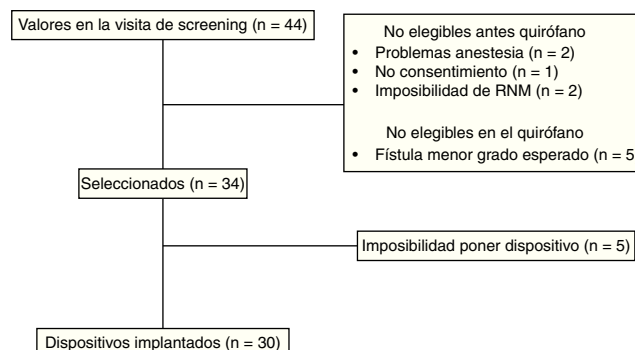 Valores en la visita de screening (n = 44)
No elegibles antes quirófano
• Problemas anestesia (n = 2)
• No consentimiento (n = 1)
• Imposibilidad de RNM (n = 2)
No elegibles en el quirófano
• Fístula menor grado esperado (n = 5
Seleccionados (n = 34)
Imposibilidad poner dispositivo (n = 5)
Dispositivos implantados (n = 30)